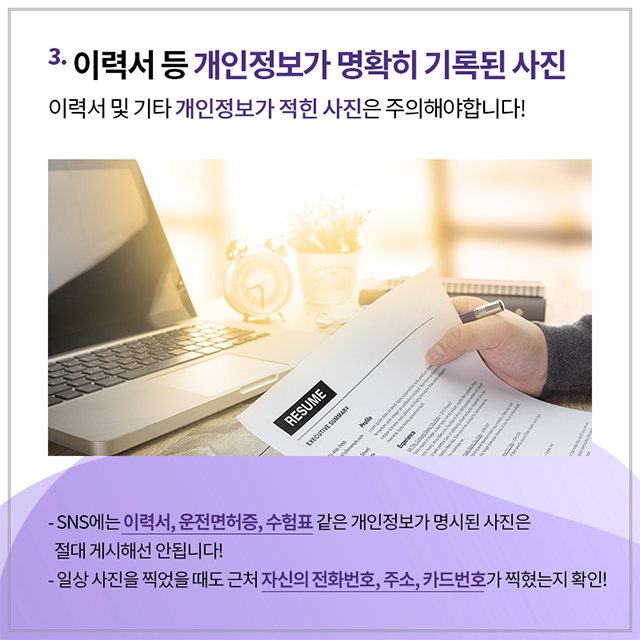 3. 이력서 등 개인정보가 명확히 기록된 사진
이력서 및 기타 개인정보가 적힌 사진은 주의해야합니다!
RESUME
EXECUTIVE SUMMARY
Profile
Experience
- SNS에는 이력서, 운전면허증, 수험표 같은 개인정보가 명시된 사진은
절대 게시해선 안됩니다!
- 일상 사진을 찍었을 때도 근처 자신의 전화번호, 주소, 카드번호가 찍혔는지 확인!